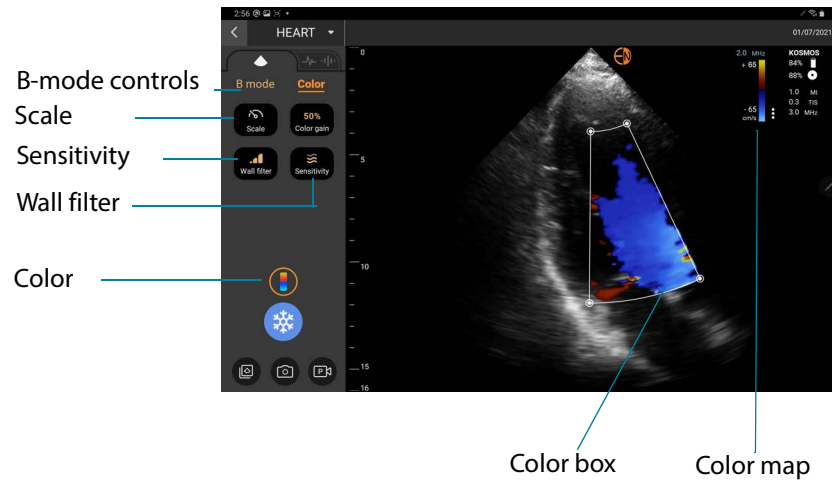 2:56
HEART
01/07/2021
B mode
Color
Scale
50%
Color gain
Wall filter
Sensitivity
0
5
10
15
16
2.0 MHz
+ 65
- 65
cm/s
KOSMOS
84%
88%
1.0 MI
0.3 TIS
3.0 MHz
P
B-mode controls
Scale
Sensitivity
Wall filter
Color
Color box
Color map